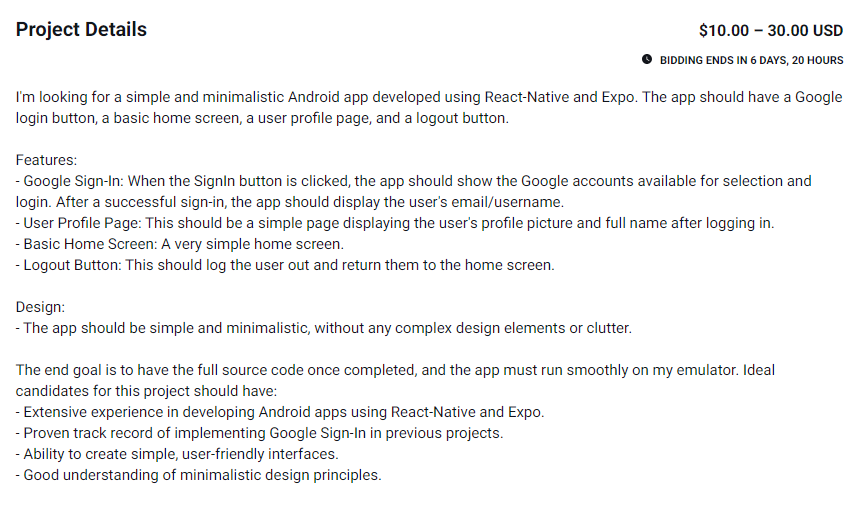 Project Details
$10.00 – 30.00 USD
BIDDING ENDS IN 6 DAYS, 20 HOURS
I'm looking for a simple and minimalistic Android app developed using React-Native and Expo. The app should have a Google
login button, a basic home screen, a user profile page, and a logout button.
Features:
- Google Sign-In: When the SignIn button is clicked, the app should show the Google accounts available for selection and
login. After a successful sign-in, the app should display the user's email/username.
- User Profile Page: This should be a simple page displaying the user's profile picture and full name after logging in.
- Basic Home Screen: A very simple home screen.
- Logout Button: This should log the user out and return them to the home screen.
Design:
- The app should be simple and minimalistic, without any complex design elements or clutter.
The end goal is to have the full source code once completed, and the app must run smoothly on my emulator. Ideal
candidates for this project should have:
- Extensive experience in developing Android apps using React-Native and Expo.
- Proven track record of implementing Google Sign-In in previous projects.
- Ability to create simple, user-friendly interfaces.
- Good understanding of minimalistic design principles.